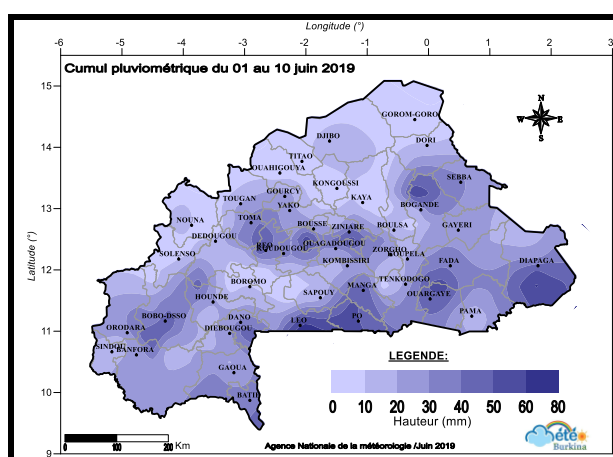 Longitude (°)
-6 -5 -4 -3 -2 -1 0 1 2 3
Cumul pluviométrique du 01 au 10 juin 2019
15
14
13
12
11
10
9
Latitude (°)
N
W E
S
GOROM-GORO
DJIBO
DORI
TITAO
OUAHIGOUYA
KONGOUSSI
SEBBA
TOUGAN
GOURCY
YAKO
KAYA
BOGANDE
NOUNA
TOMA
BOUSSE
ZINIARE
BOULSA
GAYERI
DEDOUGOU
REO
KOUDOUGOU
OUAGADOUGOU
ZORGHO
KOUPELA
SOLENSO
KOMBISSIRI
FADA
DIAPAGA
BOROMO
MANGA
TENKODOGO
HOUNDE
SAPOUY
OUARGAYE
BOBO-DSSO
DANO
LEO
PO
PAMA
ORODARA
DIEBOUGOU
SINDOU
BANFORA
GAOUA
BATIE
LEGENDE:
0 10 20 30 40 50 60 80
Hauteur (mm)
0 100 200
Km
Agence Nationale de la météorologie /Juin 2019
météo
Burkina